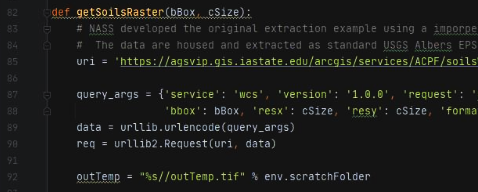 82 def getSoilsRaster(bBox, cSize):
83 # NASS developed the original extraction example using a
84 # The data are housed and extracted as standard USGS Albers EPS
85 uri = 'https://agsvip.gis.iastate.edu/arcgis/services/ACPF/soils
86
87 query_args = {'service': 'wcs', 'version': '1.0.0', 'request': '
88 'bbox': bBox, 'resx': cSize, 'resy': cSize, 'forma
89 data = urllib.urlencode(query_args)
90 req = urllib2.Request(uri, data)
91
92 outTemp = "%s//outTemp.tif" % env.scratchFolder